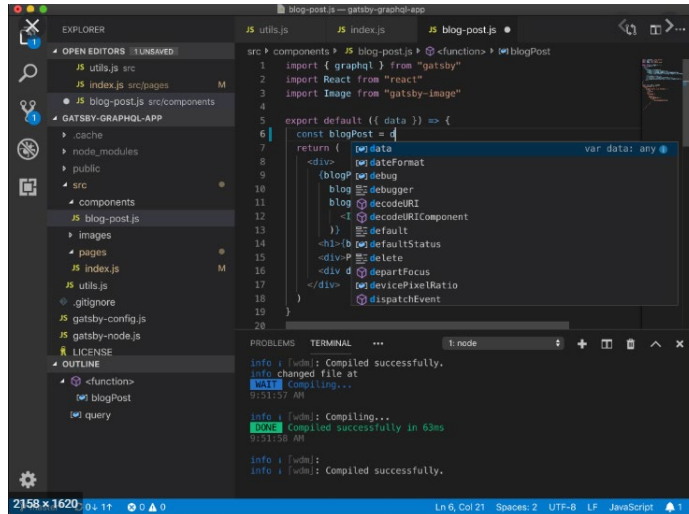 blog-post.js — gatsby-graphql-app
EXPLORER
OPEN EDITORS 1 UNSAVED
JS utils.js src
JS index.js src/pages M
JS blog-post.js src/components
GATSBY-GRAPHQL-APP
.cache
node_modules
public
src
components
JS blog-post.js
images
pages
JS index.js M
JS utils.js
.gitignore
JS gatsby-config.js
JS gatsby-node.js
LICENSE
OUTLINE
<function>
blogPost
query
1
1
JS utils.js JS index.js JS blog-post.js
src components JS blog-post.js <function> blogPost
1 import { graphql } from "gatsby"
2 import React from "react"
3 import Image from "gatsby-image"
4
5 export default ({ data }) => {
6 const blogPost = d
7 return (
8 <div>
9 {blogP
10 blog
11 blog
12 <I
13 )}
14 <h1>{b
15 <div>P
16 <div d
17 </div>
18 )
19 }
20
data var data: any
dateFormat
debug
debugger
decodeURI
decodeURIComponent
default
defaultStatus
delete
departFocus
devicePixelRatio
dispatchEvent
PROBLEMS TERMINAL ... 1: node
info [wdm]: Compiled successfully.
info changed file at
WAIT Compiling...
9:51:57 AM
info [wdm]: Compiling...
DONE Compiled successfully in 63ms
9:51:58 AM
info [wdm]:
info [wdm]: Compiled successfully.
2158 × 1620 0↓ 1↑ 0 0 Ln 6, Col 21 Spaces: 2 UTF-8 LF JavaScript 1